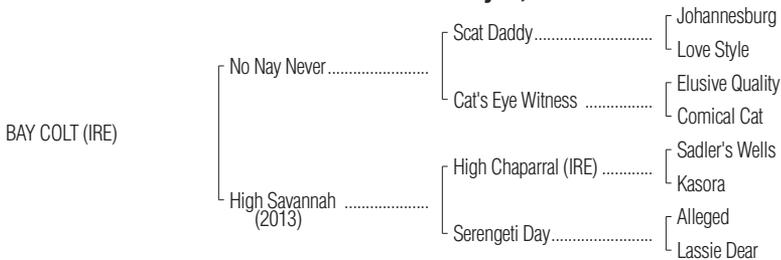 Johannesburg
Scat Daddy
Love Style
No Nay Never
Elusive Quality
Cat's Eye Witness
Comical Cat
BAY COLT (IRE)
Sadler's Wells
High Chaparral (IRE)
Kasora
High Savannah
(2013)
Alleged
Serengeti Day
Lassie Dear